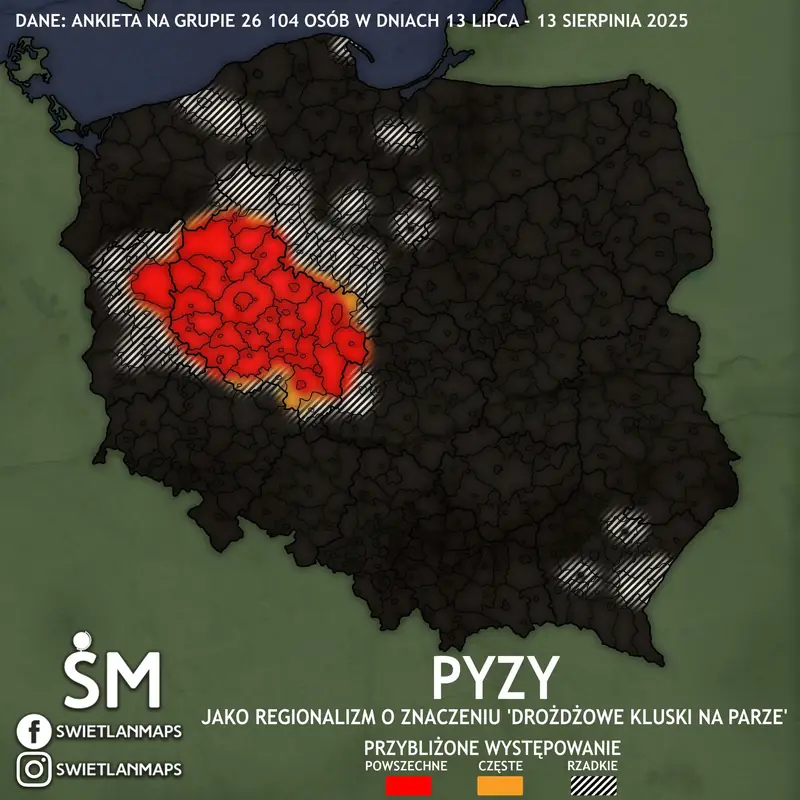 DANE: ANKIETA NA GRUPIE 26 104 OSÓB W DNIACH 13 LIPCA - 13 SIERPINIA 2025
ŚM
SWIETLANMAPS
SWIETLANMAPS
PYZY
JAKO REGIONALIZM O ZNACZENIU 'DROŻDŻOWE KLUSKI NA PARZE'
PRZYBLIŻONE WYSTĘPOWANIE
POWSZECHNE CZĘSTE RZADKIE